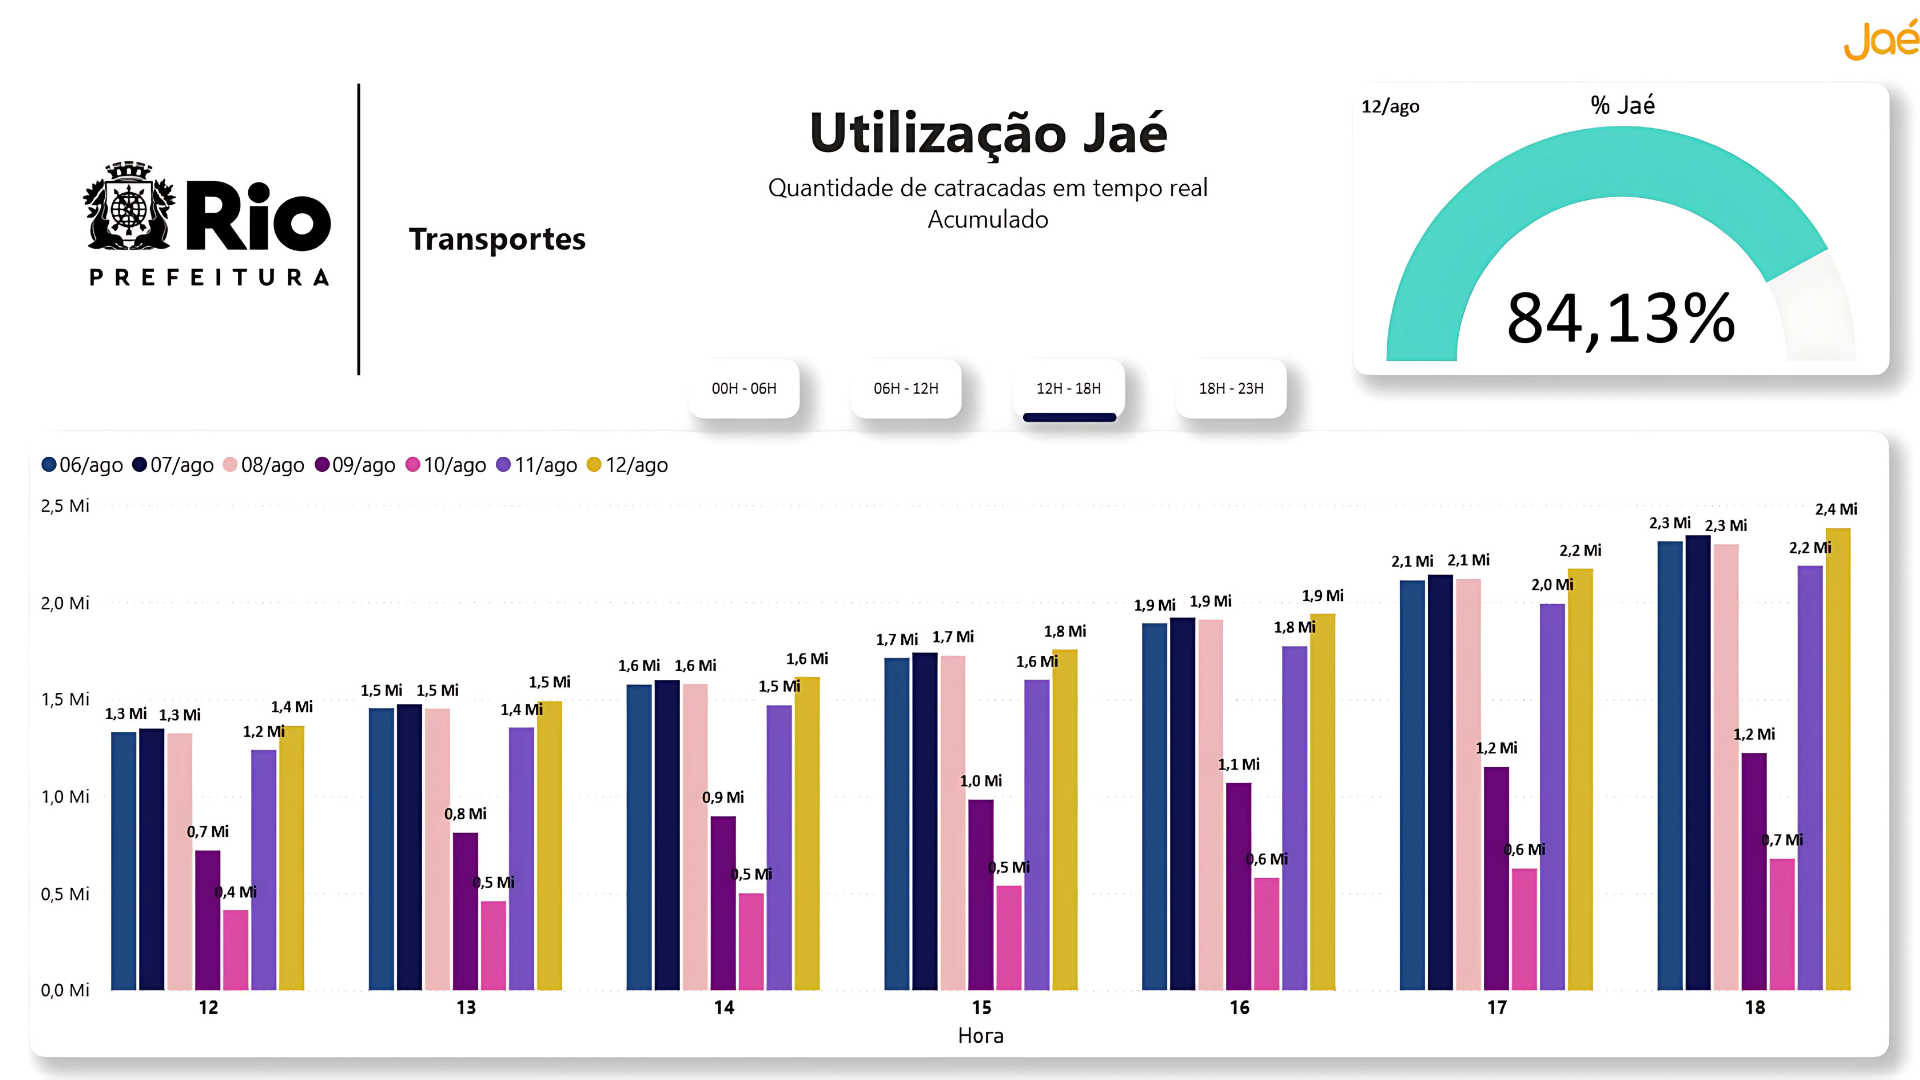 Jaé
Rio
PREFEITURA
Transportes
Utilização Jaé
Quantidade de catracadas em tempo real
Acumulado
12/ago
% Jaé
84,13%
00H - 06H
06H - 12H
12H - 18H
18H - 23H
06/ago 07/ago 08/ago 09/ago 10/ago 11/ago 12/ago
2,5 Mi
2,0 Mi
1,5 Mi
1,0 Mi
0,5 Mi
0,0 Mi
1,3 Mi 1,3 Mi 0,7 Mi 0,4 Mi 1,2 Mi 1,4 Mi
1,5 Mi 1,5 Mi 0,8 Mi 0,5 Mi 1,4 Mi 1,5 Mi
1,6 Mi 1,6 Mi 0,9 Mi 0,5 Mi 1,5 Mi 1,6 Mi
1,7 Mi 1,7 Mi 1,0 Mi 0,5 Mi 1,6 Mi 1,8 Mi
1,9 Mi 1,9 Mi 1,1 Mi 0,6 Mi 1,8 Mi 1,9 Mi
2,1 Mi 2,1 Mi 1,2 Mi 0,6 Mi 2,0 Mi 2,2 Mi
2,3 Mi 2,3 Mi 1,2 Mi 0,7 Mi 2,2 Mi 2,4 Mi
12 13 14 15 16 17 18
Hora